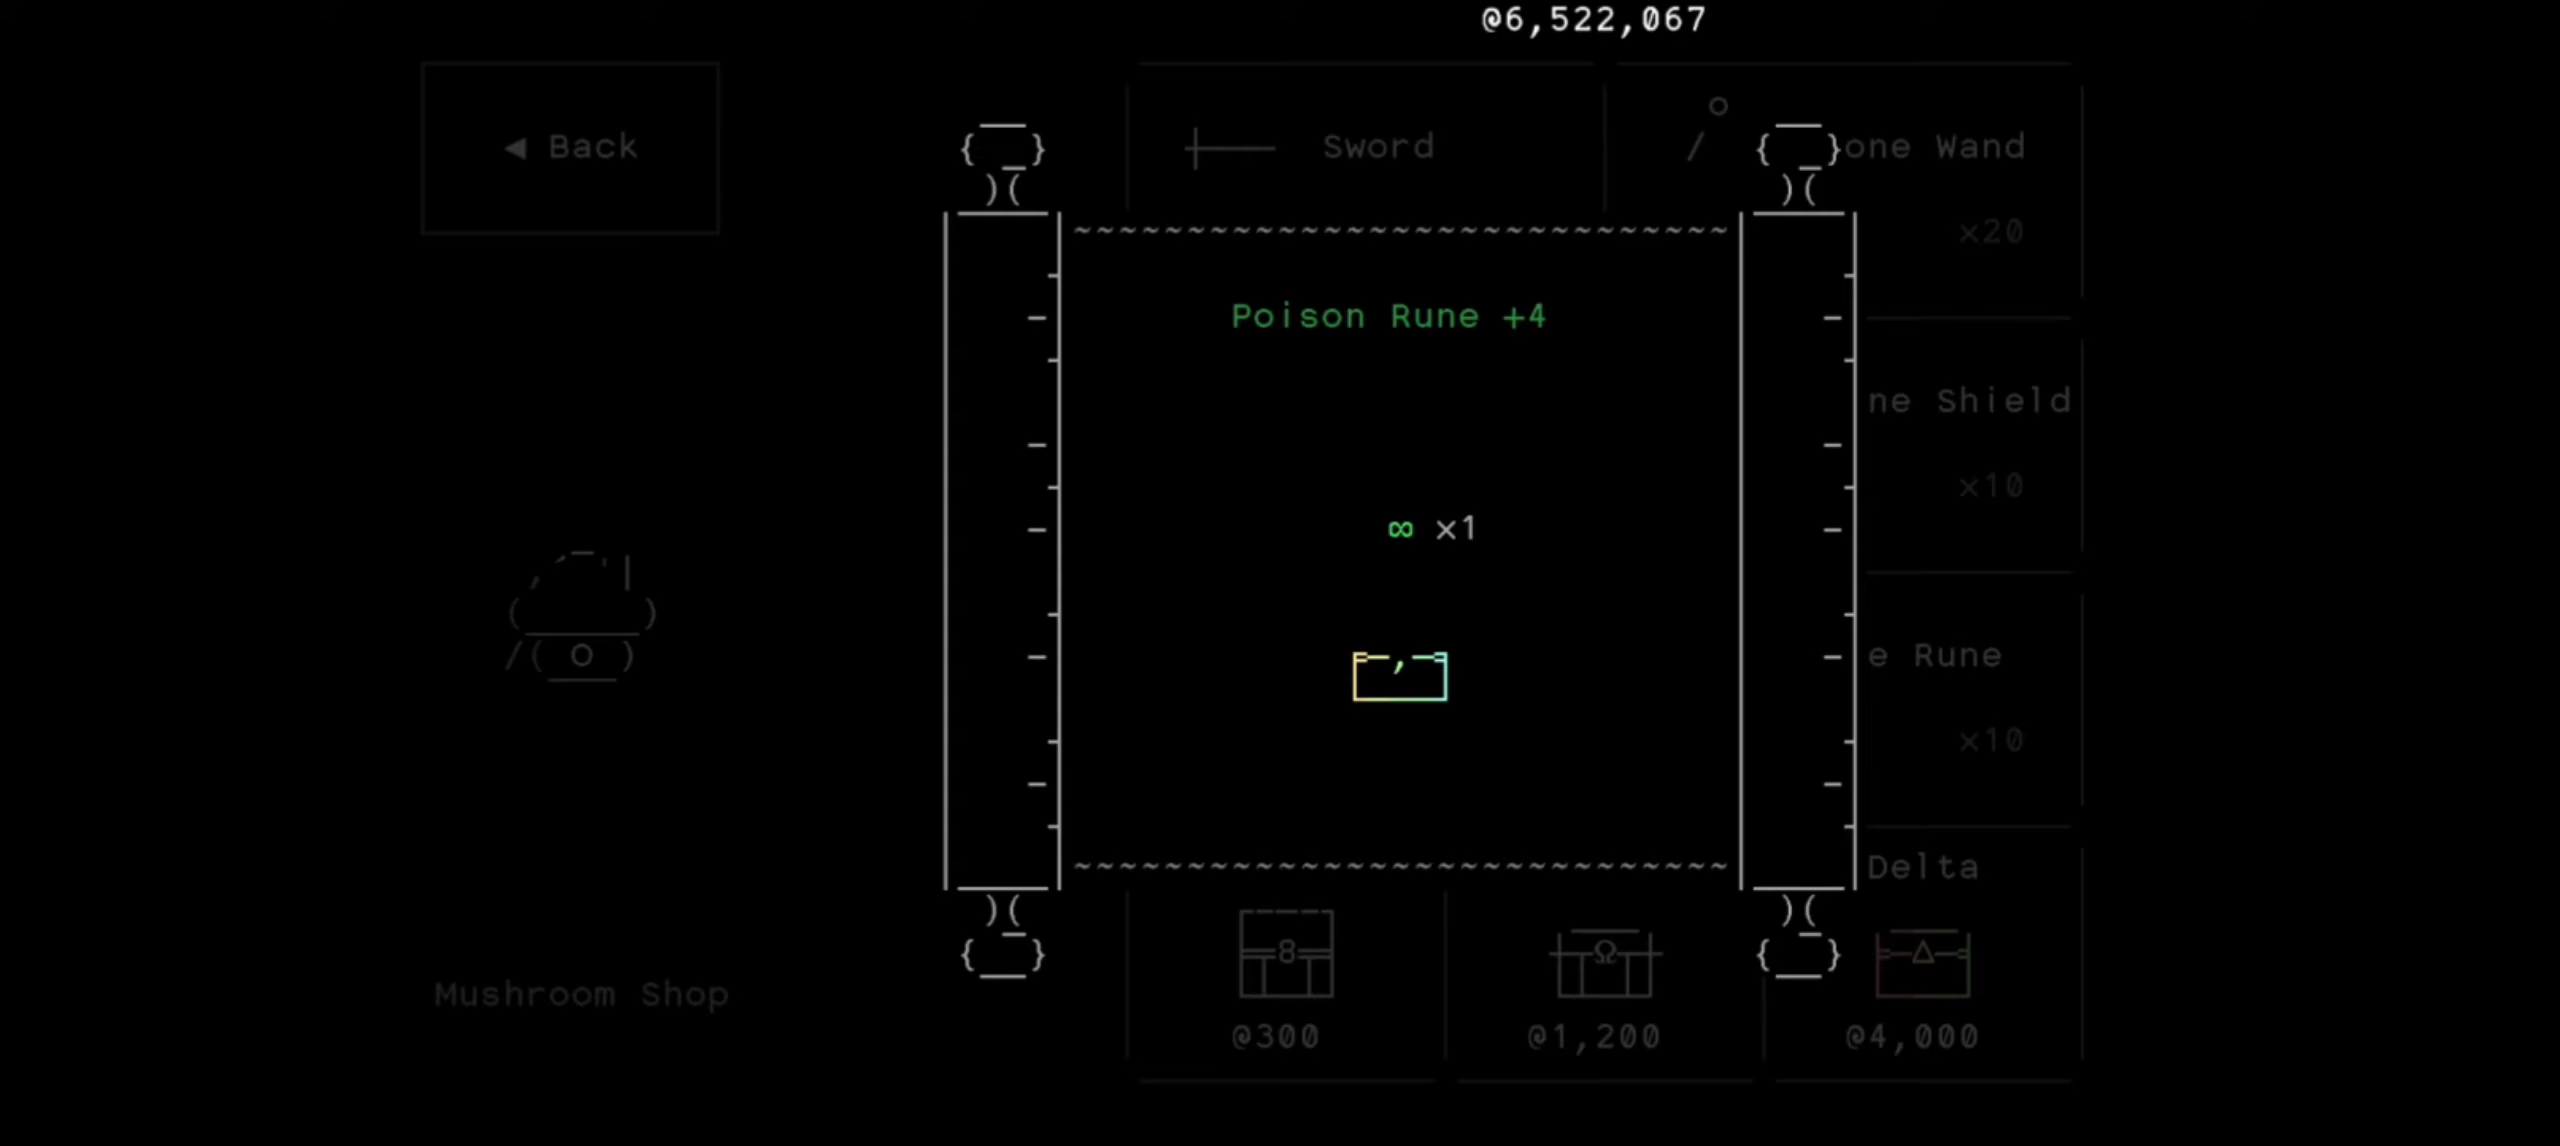 @6,522,067
◀ Back
Sword
one Wand
×20
Poison Rune +4
ne Shield
×10
∞ ×1
e Rune
×10
Delta
8
Ω
Δ
Mushroom Shop
@300
@1,200
@4,000